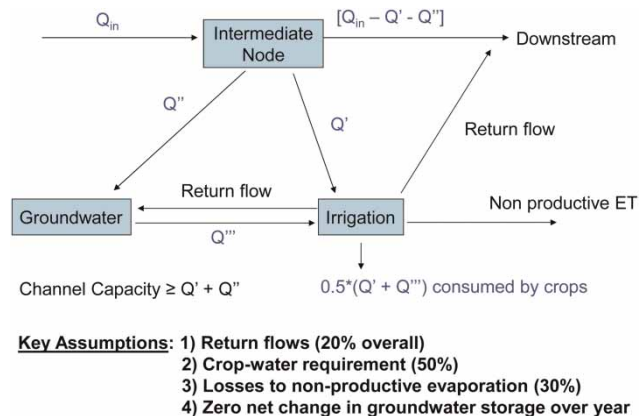 Q_in
Intermediate
Node
[Q_in – Q' - Q"]
Downstream
Q"
Q'
Return flow
Return flow
Non productive ET
Groundwater
Irrigation
Q'"
Channel Capacity ≥ Q' + Q"
0.5*(Q' + Q'") consumed by crops
Key Assumptions: 1) Return flows (20% overall)
2) Crop-water requirement (50%)
3) Losses to non-productive evaporation (30%)
4) Zero net change in groundwater storage over year